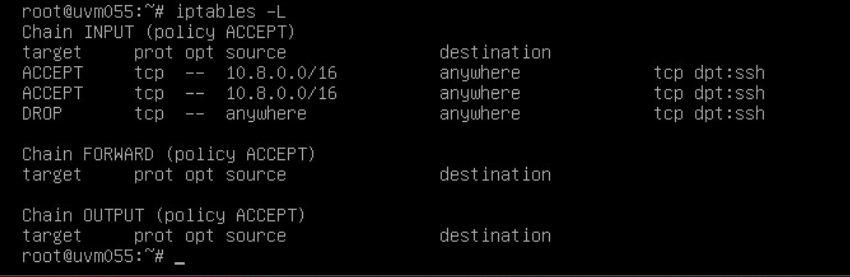 root@uvm055:~# iptables -L
Chain INPUT (policy ACCEPT)
target     prot opt source               destination
ACCEPT     tcp  --  10.8.0.0/16          anywhere             tcp dpt:ssh
ACCEPT     tcp  --  10.8.0.0/16          anywhere             tcp dpt:ssh
DROP       tcp  --  anywhere             anywhere             tcp dpt:ssh

Chain FORWARD (policy ACCEPT)
target     prot opt source               destination

Chain OUTPUT (policy ACCEPT)
target     prot opt source               destination
root@uvm055:~# _